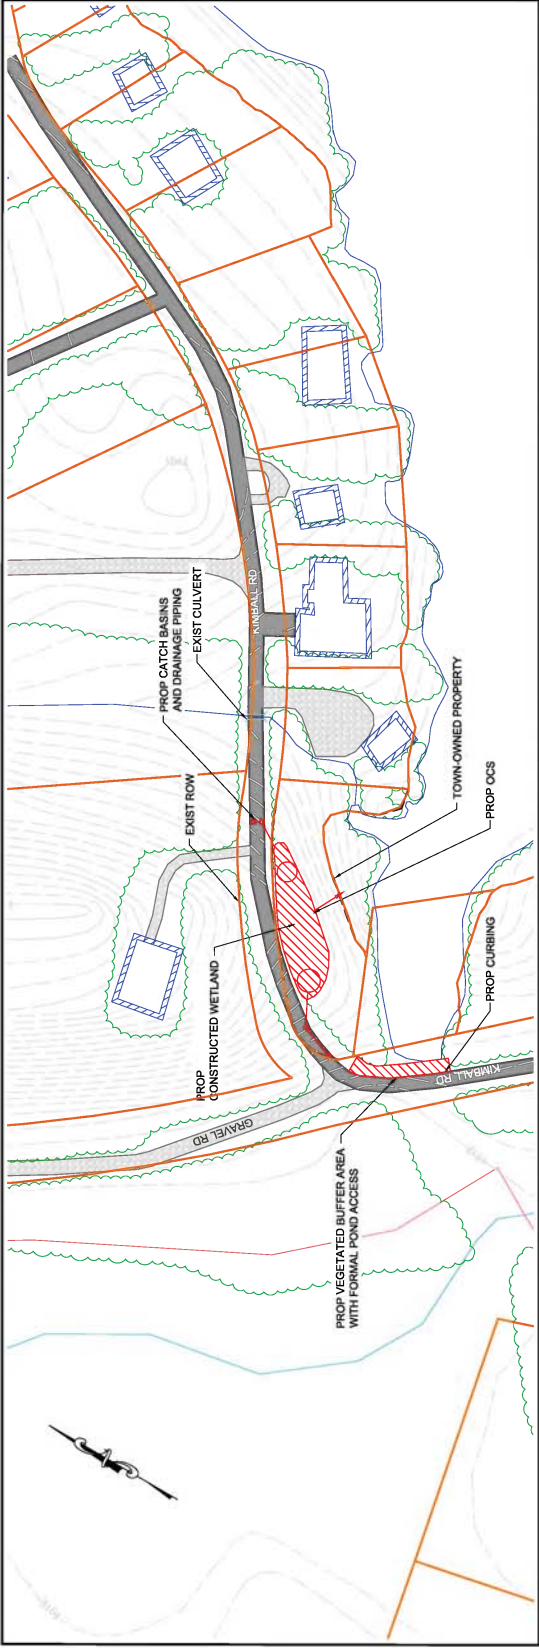 KIMBALL RD
PROP CATCH BASINS
AND DRAINAGE PIPING
EXIST CULVERT
EXIST ROW
TOWN-OWNED PROPERTY
PROP OCS
PROP
CONSTRUCTED WETLAND
PROP CURBING
KIMBALL RD
GRAVEL RD
PROP VEGETATED BUFFER AREA
WITH FORMAL POND ACCESS